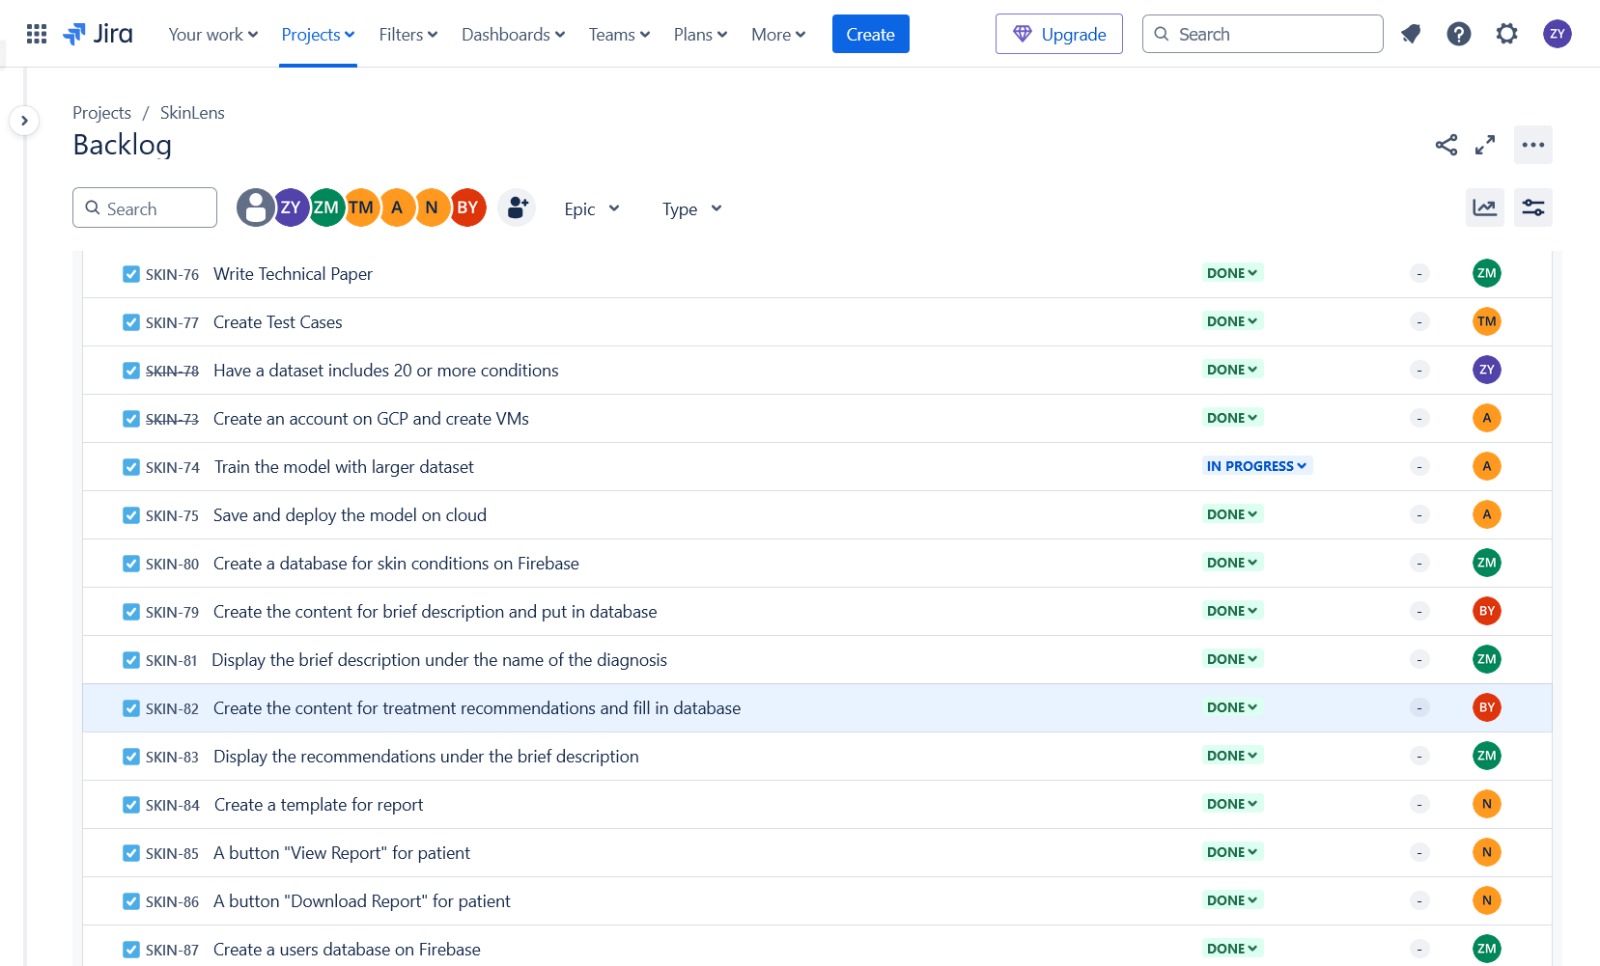 Jira Your work Projects Filters Dashboards Teams Plans More Create Upgrade Search ZY
Projects / SkinLens
Backlog
Search ZY ZM TM A N BY Epic Type
SKIN-76 Write Technical Paper DONE - ZM
SKIN-77 Create Test Cases DONE - TM
SKIN-78 Have a dataset includes 20 or more conditions DONE - ZY
SKIN-73 Create an account on GCP and create VMs DONE - A
SKIN-74 Train the model with larger dataset IN PROGRESS - A
SKIN-75 Save and deploy the model on cloud DONE - A
SKIN-80 Create a database for skin conditions on Firebase DONE - ZM
SKIN-79 Create the content for brief description and put in database DONE - BY
SKIN-81 Display the brief description under the name of the diagnosis DONE - ZM
SKIN-82 Create the content for treatment recommendations and fill in database DONE - BY
SKIN-83 Display the recommendations under the brief description DONE - ZM
SKIN-84 Create a template for report DONE - N
SKIN-85 A button "View Report" for patient DONE - N
SKIN-86 A button "Download Report" for patient DONE - N
SKIN-87 Create a users database on Firebase DONE - ZM